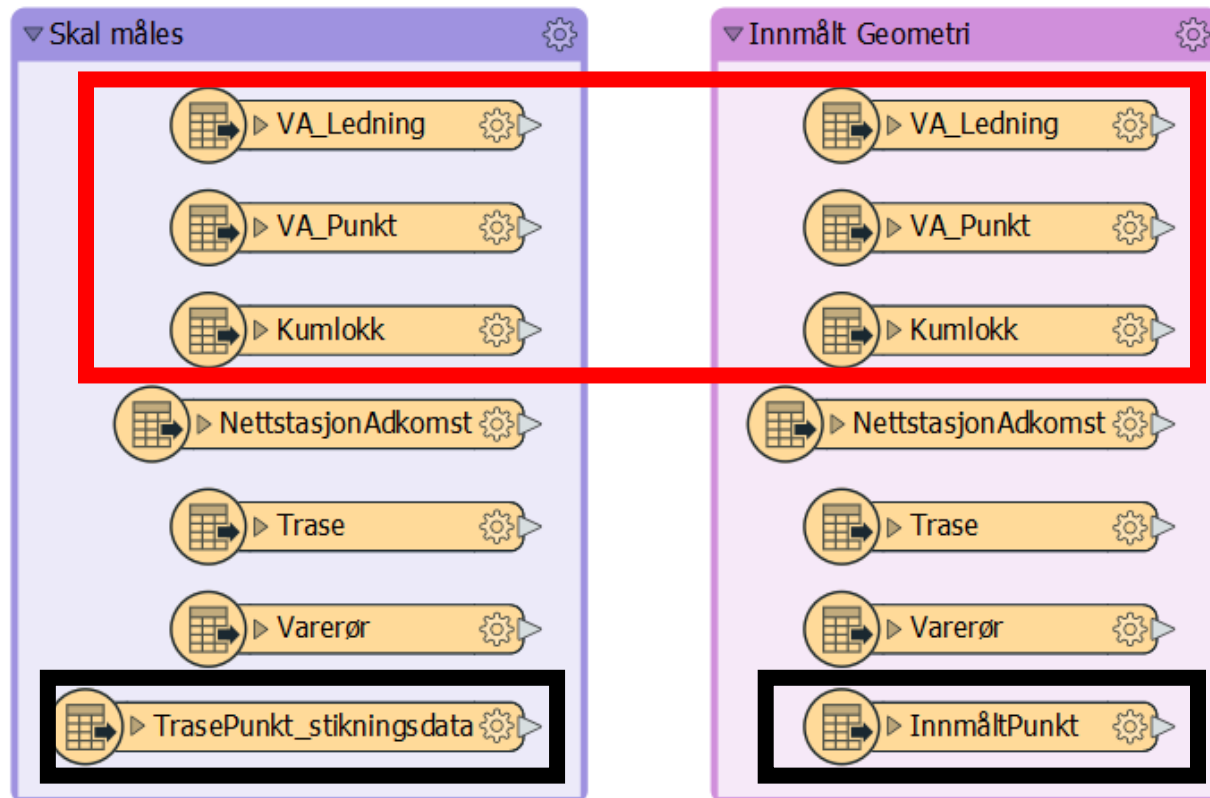 Skal måles
VA_Ledning
VA_Punkt
Kumlokk
NettstasjonAdkomst
Trase
Varerør
TrasePunkt_stikningsdata
Innmålt Geometri
VA_Ledning
VA_Punkt
Kumlokk
NettstasjonAdkomst
Trase
Varerør
InnmåltPunkt